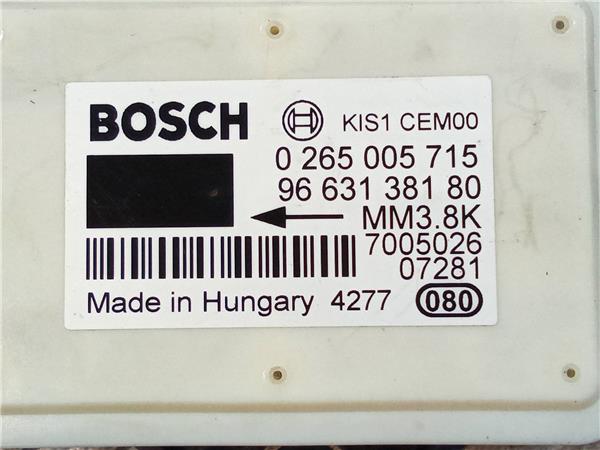 BOSCH KIS1 CEM00
0 265 005 715
96 631 381 80
MM3.8K
7005026
07281
Made in Hungary 4277 080